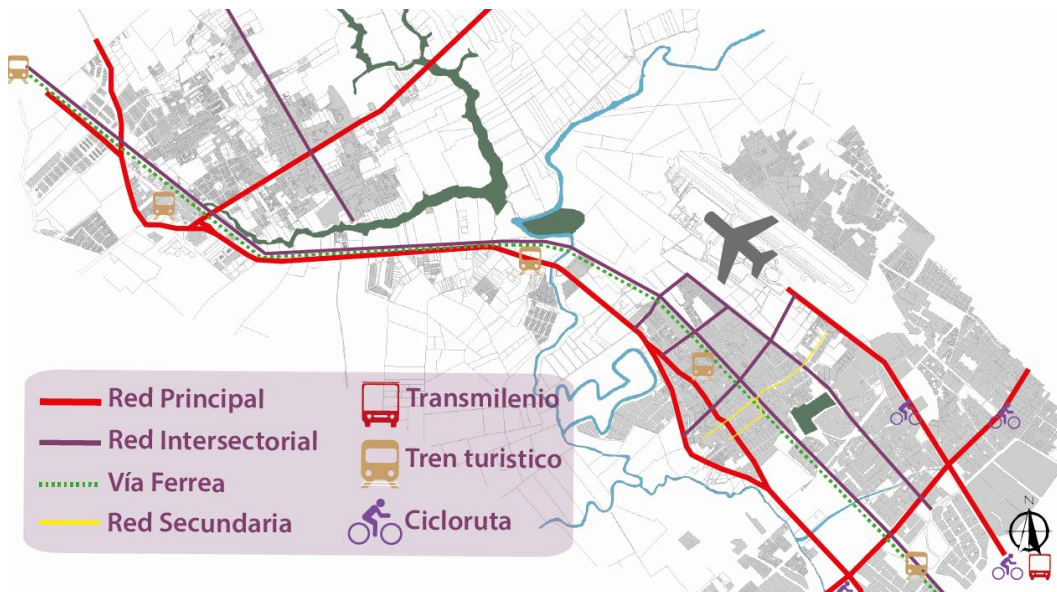 Red Principal
Transmilenio
Red Intersectorial
Tren turistico
Vía Ferrea
Red Secundaria
Cicloruta
N